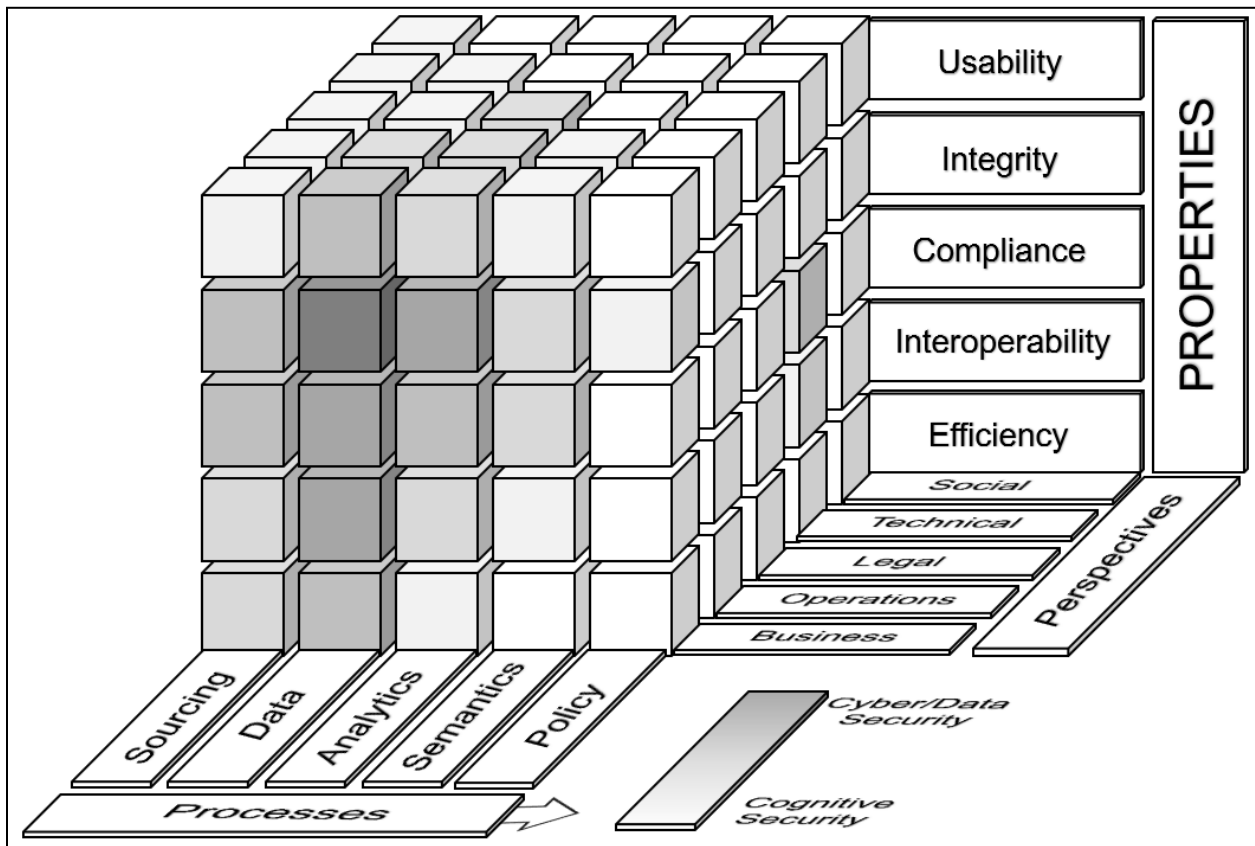 Usability
Integrity
Compliance
Interoperability
Efficiency
PROPERTIES
Social
Technical
Legal
Operations
Business
Perspectives
Sourcing
Data
Analytics
Semantics
Policy
Processes
Cyber/Data
Security
Cognitive
Security